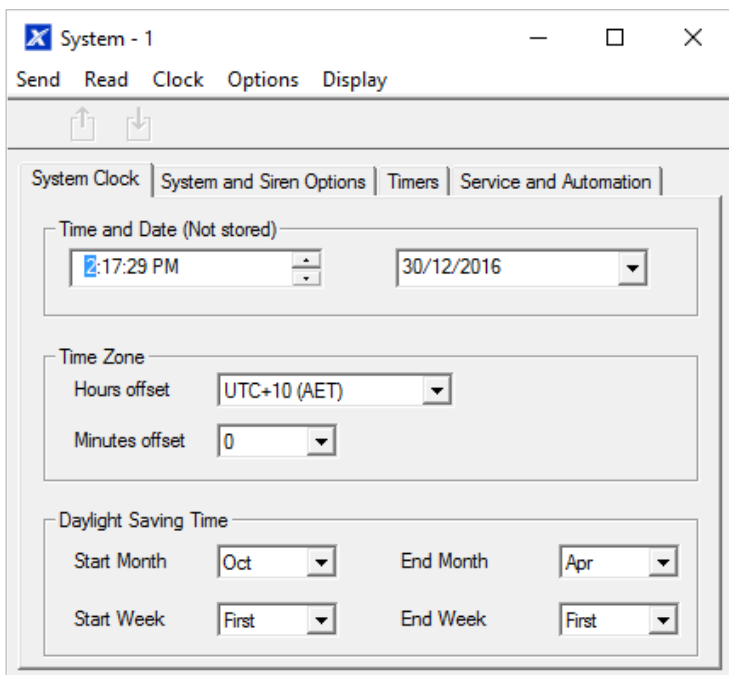 System - 1
Send Read Clock Options Display
System Clock System and Siren Options Timers Service and Automation
Time and Date (Not stored)
2:17:29 PM 30/12/2016
Time Zone
Hours offset UTC+10 (AET)
Minutes offset 0
Daylight Saving Time
Start Month Oct End Month Apr
Start Week First End Week First